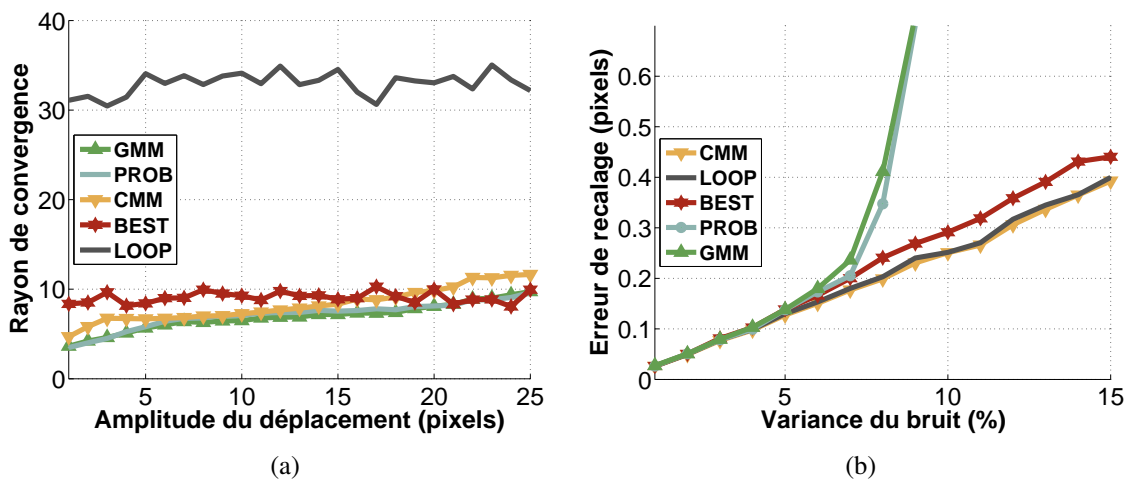 40
30
20
10
0
Rayon de convergence
GMM
PROB
CMM
BEST
LOOP
5
10
15
20
25
Amplitude du déplacement (pixels)
(a)
0.6
0.5
0.4
0.3
0.2
0.1
0
Erreur de recalage (pixels)
CMM
LOOP
BEST
PROB
GMM
5
10
15
Variance du bruit (%)
(b)